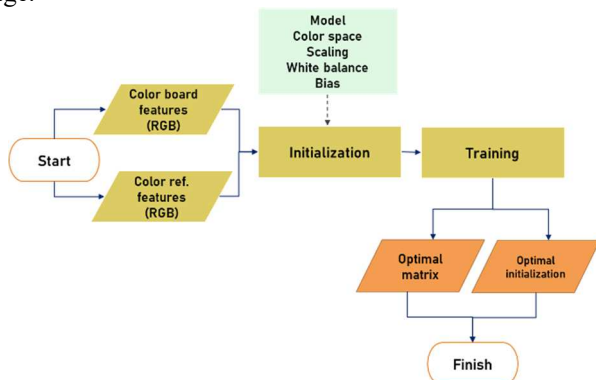 Model
Color space
Scaling
White balance
Bias
Color board
features
(RGB)
Start
Initialization
Training
Color ref.
features
(RGB)
Optimal
matrix
Optimal
initialization
Finish